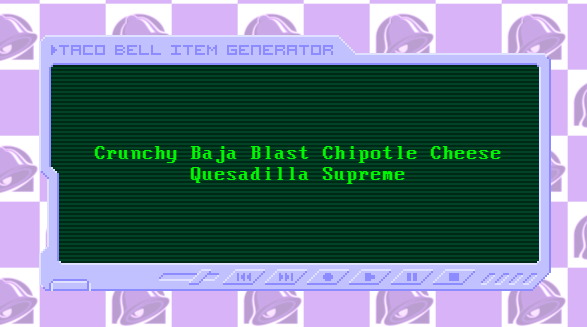 TACO BELL ITEM GENERATOR
Crunchy Baja Blast Chipotle Cheese
Quesadilla Supreme